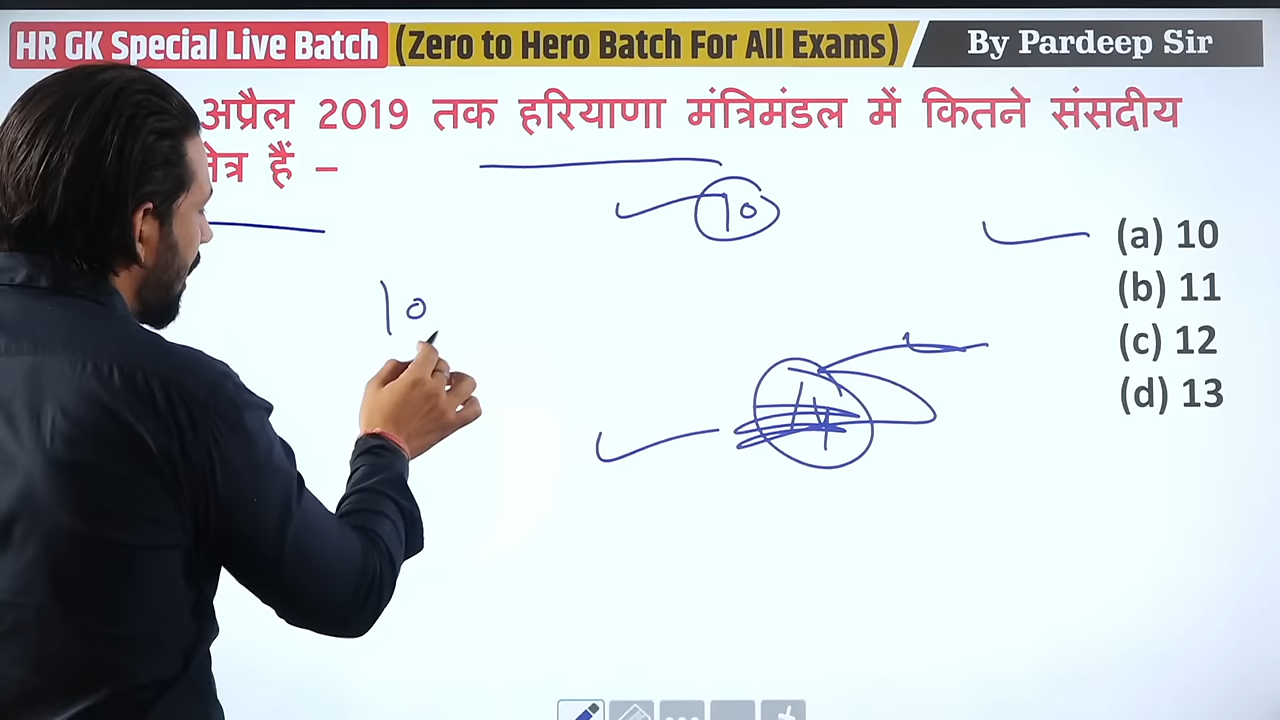 HR GK Special Live Batch (Zero to Hero Batch For All Exams) By Pardeep Sir
अप्रैल 2019 तक हरियाणा मंत्रिमंडल में कितने संसदीय
हैं –
10
(a) 10
10
(b) 11
(c) 12
14
(d) 13